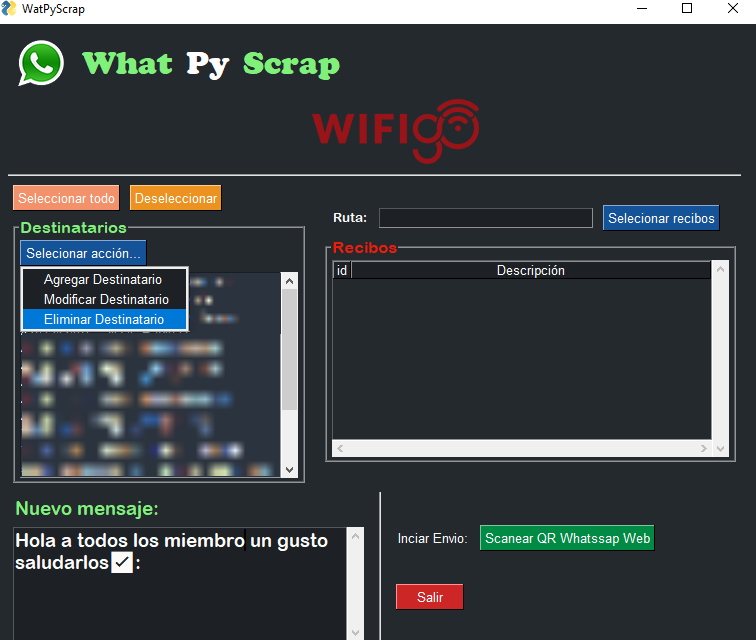 WatPyScrap
What Py Scrap
WIFIgo
Seleccionar todo
Deseleccionar
Destinatarios
Selecionar acción...
Agregar Destinatario
Modificar Destinatario
Eliminar Destinatario
Ruta:
Selecionar recibos
Recibos
id
Descripción
Nuevo mensaje:
Hola a todos los miembro un gusto
saludarlos✅:
Inciar Envio:
Scanear QR Whatssap Web
Salir